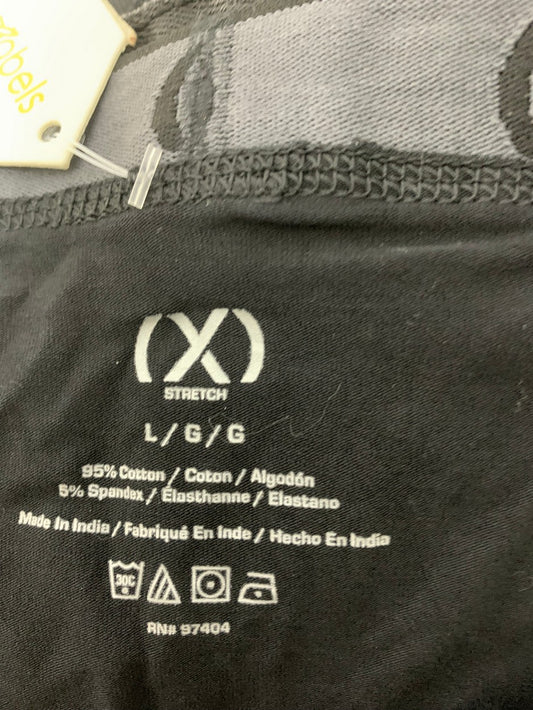 (X)
STRETCH
L / G / G
95% Cotton / Coton / Algodón
5% Spandex / Élasthanne / Elastano
Made In India / Fabriqué En Inde / Hecho En India
30C
RN# 97404